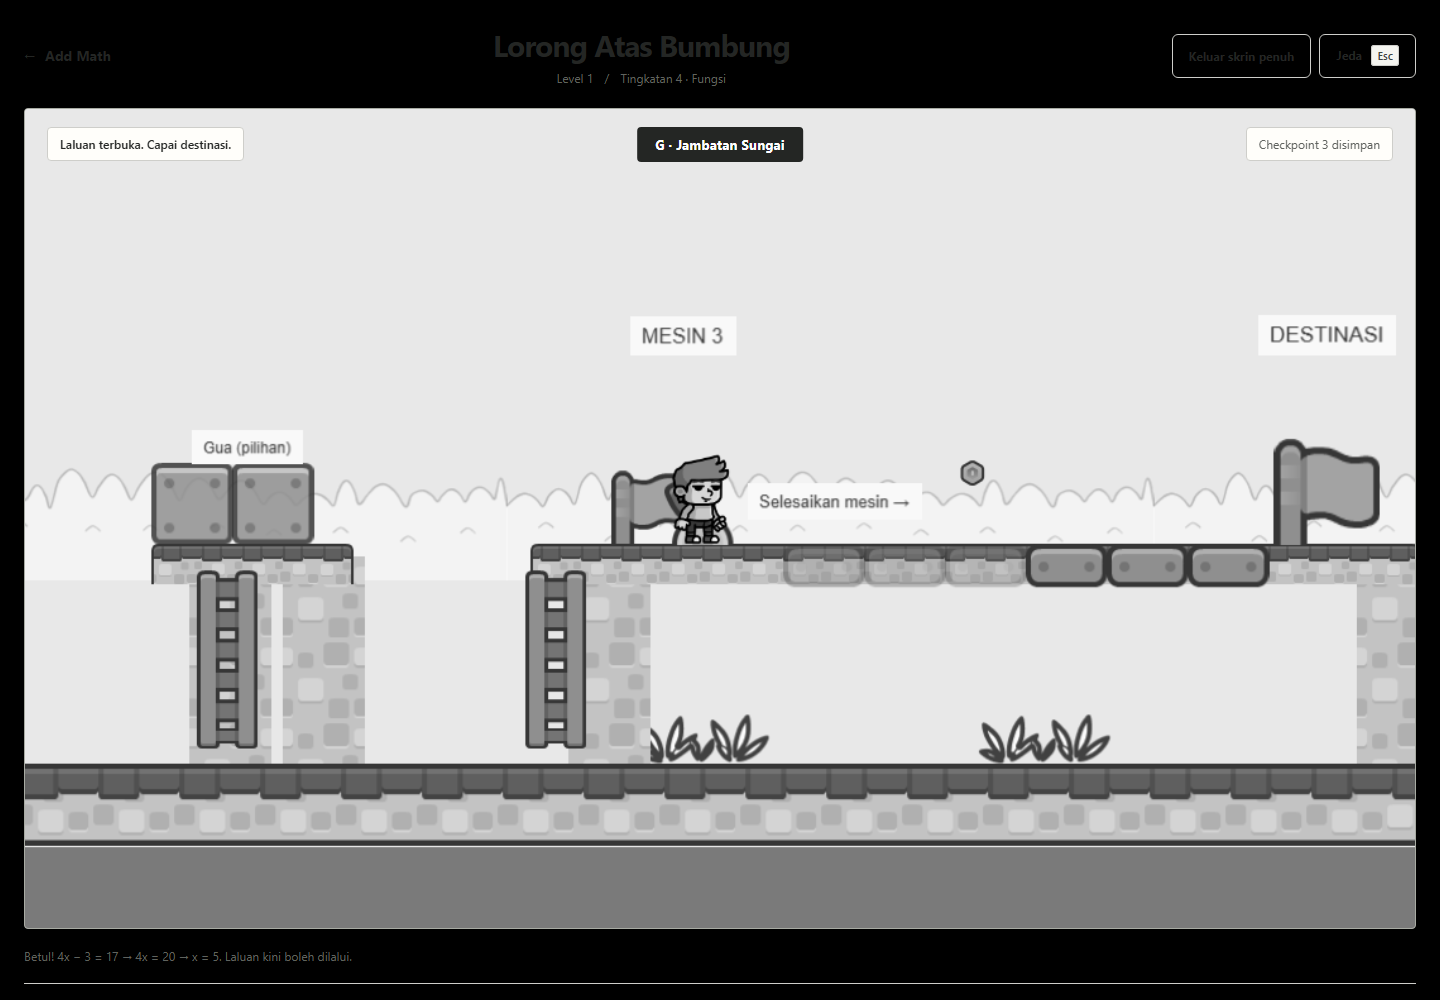 ← Add Math
Lorong Atas Bumbung
Level 1 / Tingkatan 4 · Fungsi
Keluar skrin penuh
Jeda Esc
Laluan terbuka. Capai destinasi.
G · Jambatan Sungai
Checkpoint 3 disimpan
MESIN 3
DESTINASI
Gua (pilihan)
Selesaikan mesin →
Betul! 4x − 3 = 17 → 4x = 20 → x = 5. Laluan kini boleh dilalui.